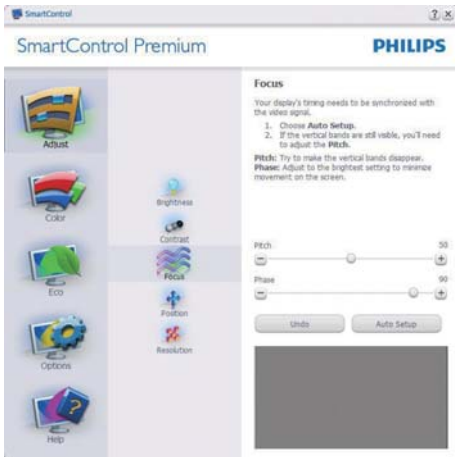 SmartControl
SmartControl Premium
PHILIPS
Adjust
Color
Eco
Options
Help
Brightness
Contrast
Focus
Position
Resolution
Focus
Your display's timing needs to be synchronized with
the video signal.
1. Choose Auto Setup.
2. If the vertical bands are still visible, you'll need
to adjust the Pitch.
Pitch: Try to make the vertical bands disappear.
Phase: Adjust to the brightest setting to minimize
movement on the screen.
Pitch 50
Phase 90
Undo Auto Setup